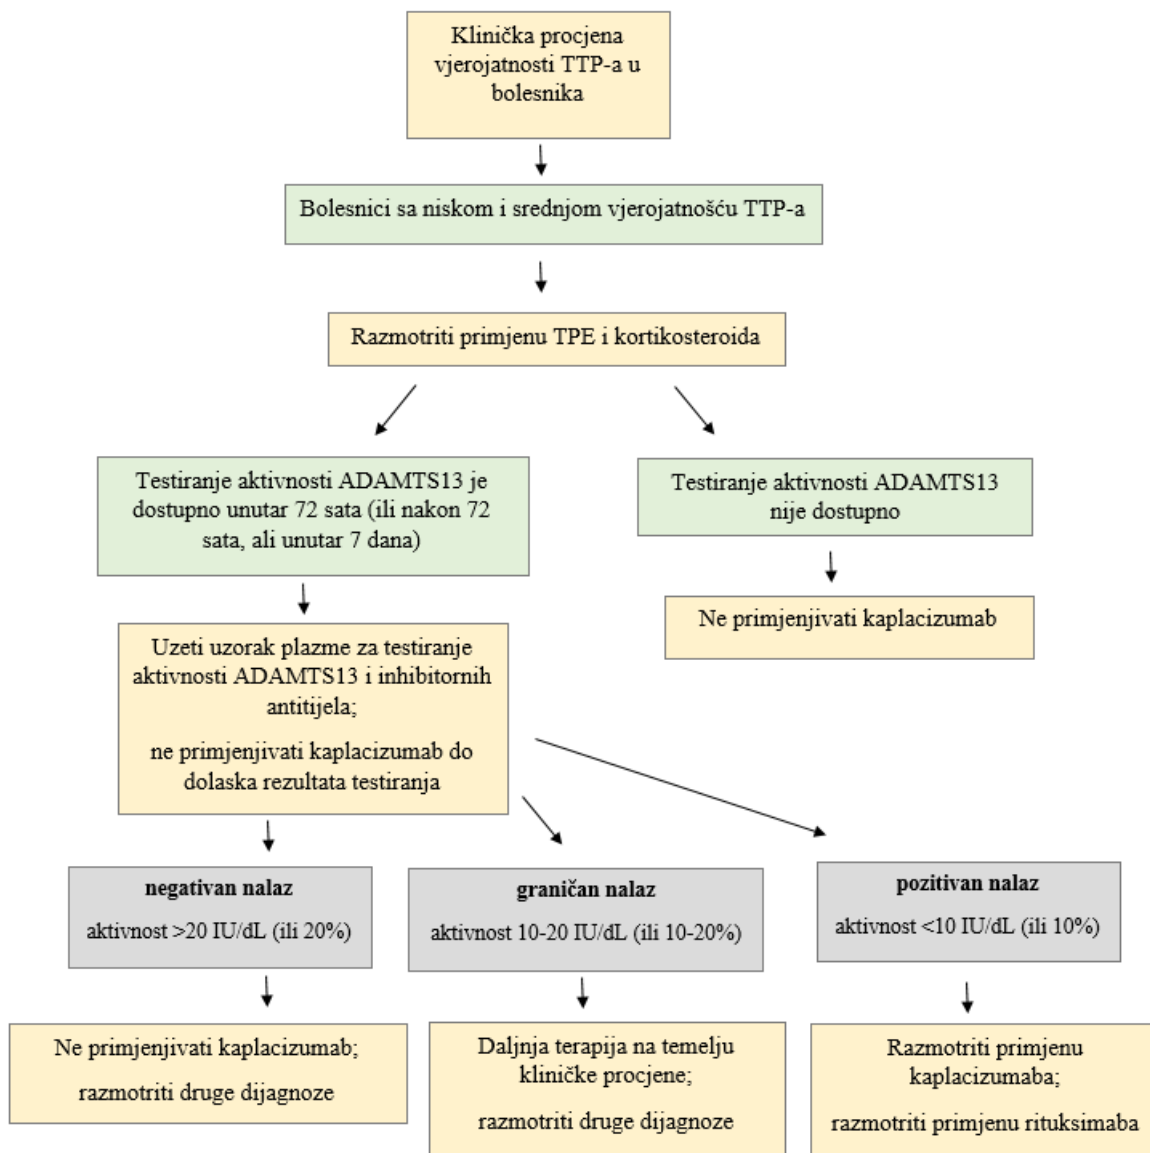 Klinička procjena
vjerojatnosti TTP-a u
bolesnika
Bolesnici sa niskom i srednjom vjerojatnošću TTP-a
Razmotriti primjenu TPE i kortikosteroida
Testiranje aktivnosti ADAMTS13 je
dostupno unutar 72 sata (ili nakon 72
sata, ali unutar 7 dana)
Testiranje aktivnosti ADAMTS13
nije dostupno
Ne primjenjivati kaplacizumab
Uzeti uzorak plazme za testiranje
aktivnosti ADAMTS13 i inhibitornih
antitijela;
ne primjenjivati kaplacizumab do
dolaska rezultata testiranja
negativan nalaz
aktivnost >20 IU/dL (ili 20%)
graničan nalaz
aktivnost 10-20 IU/dL (ili 10-20%)
pozitivan nalaz
aktivnost <10 IU/dL (ili 10%)
Ne primjenjivati kaplacizumab;
razmotriti druge dijagnoze
Daljnja terapija na temelju
kliničke procjene;
razmotriti druge dijagnoze
Razmotriti primjenu
kaplacizumaba;
razmotriti primjenu rituksimaba